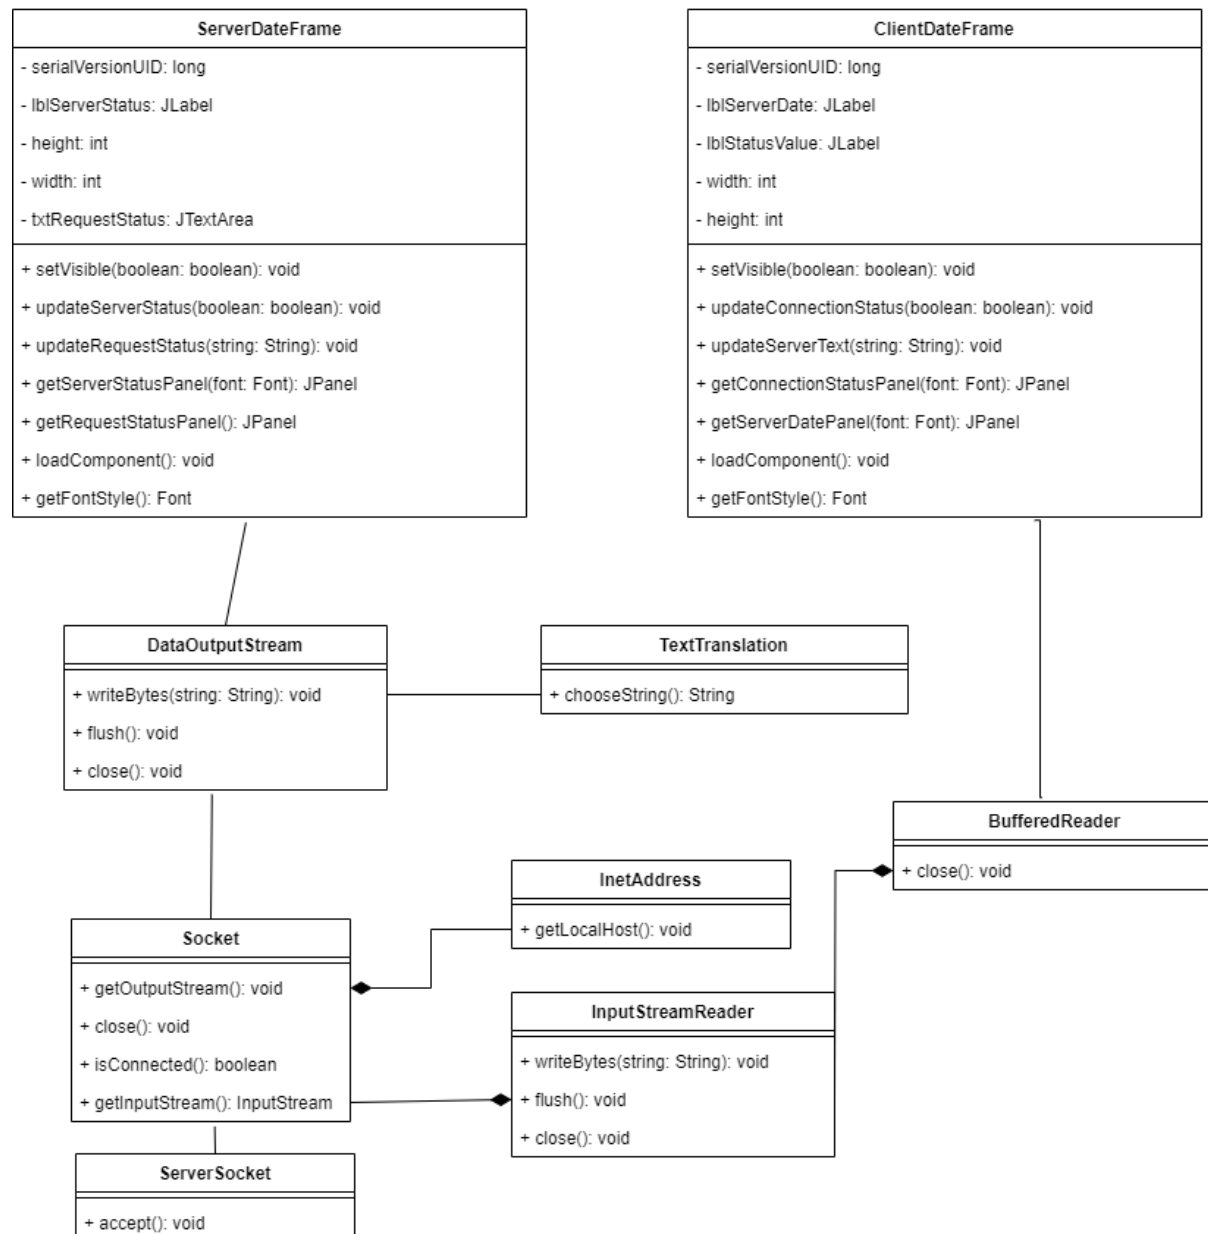 ServerDateFrame
- serialVersionUID: long
- lblServerStatus: JLabel
- height: int
- width: int
- txtRequestStatus: JTextArea
+ setVisible(boolean: boolean): void
+ updateServerStatus(boolean: boolean): void
+ updateRequestStatus(string: String): void
+ getServerStatusPanel(font: Font): JPanel
+ getRequestStatusPanel(): JPanel
+ loadComponent(): void
+ getFontStyle(): Font
ClientDateFrame
- serialVersionUID: long
- lblServerDate: JLabel
- lblStatusValue: JLabel
- width: int
- height: int
+ setVisible(boolean: boolean): void
+ updateConnectionStatus(boolean: boolean): void
+ updateServerText(string: String): void
+ getConnectionStatusPanel(font: Font): JPanel
+ getServerDatePanel(font: Font): JPanel
+ loadComponent(): void
+ getFontStyle(): Font
DataOutputStream
+ writeBytes(string: String): void
+ flush(): void
+ close(): void
TextTranslation
+ chooseString(): String
BufferedReader
+ close(): void
InetAddress
+ getLocalHost(): void
Socket
+ getOutputStream(): void
+ close(): void
+ isConnected(): boolean
+ getInputStream(): InputStream
InputStreamReader
+ writeBytes(string: String): void
+ flush(): void
+ close(): void
ServerSocket
+ accept(): void